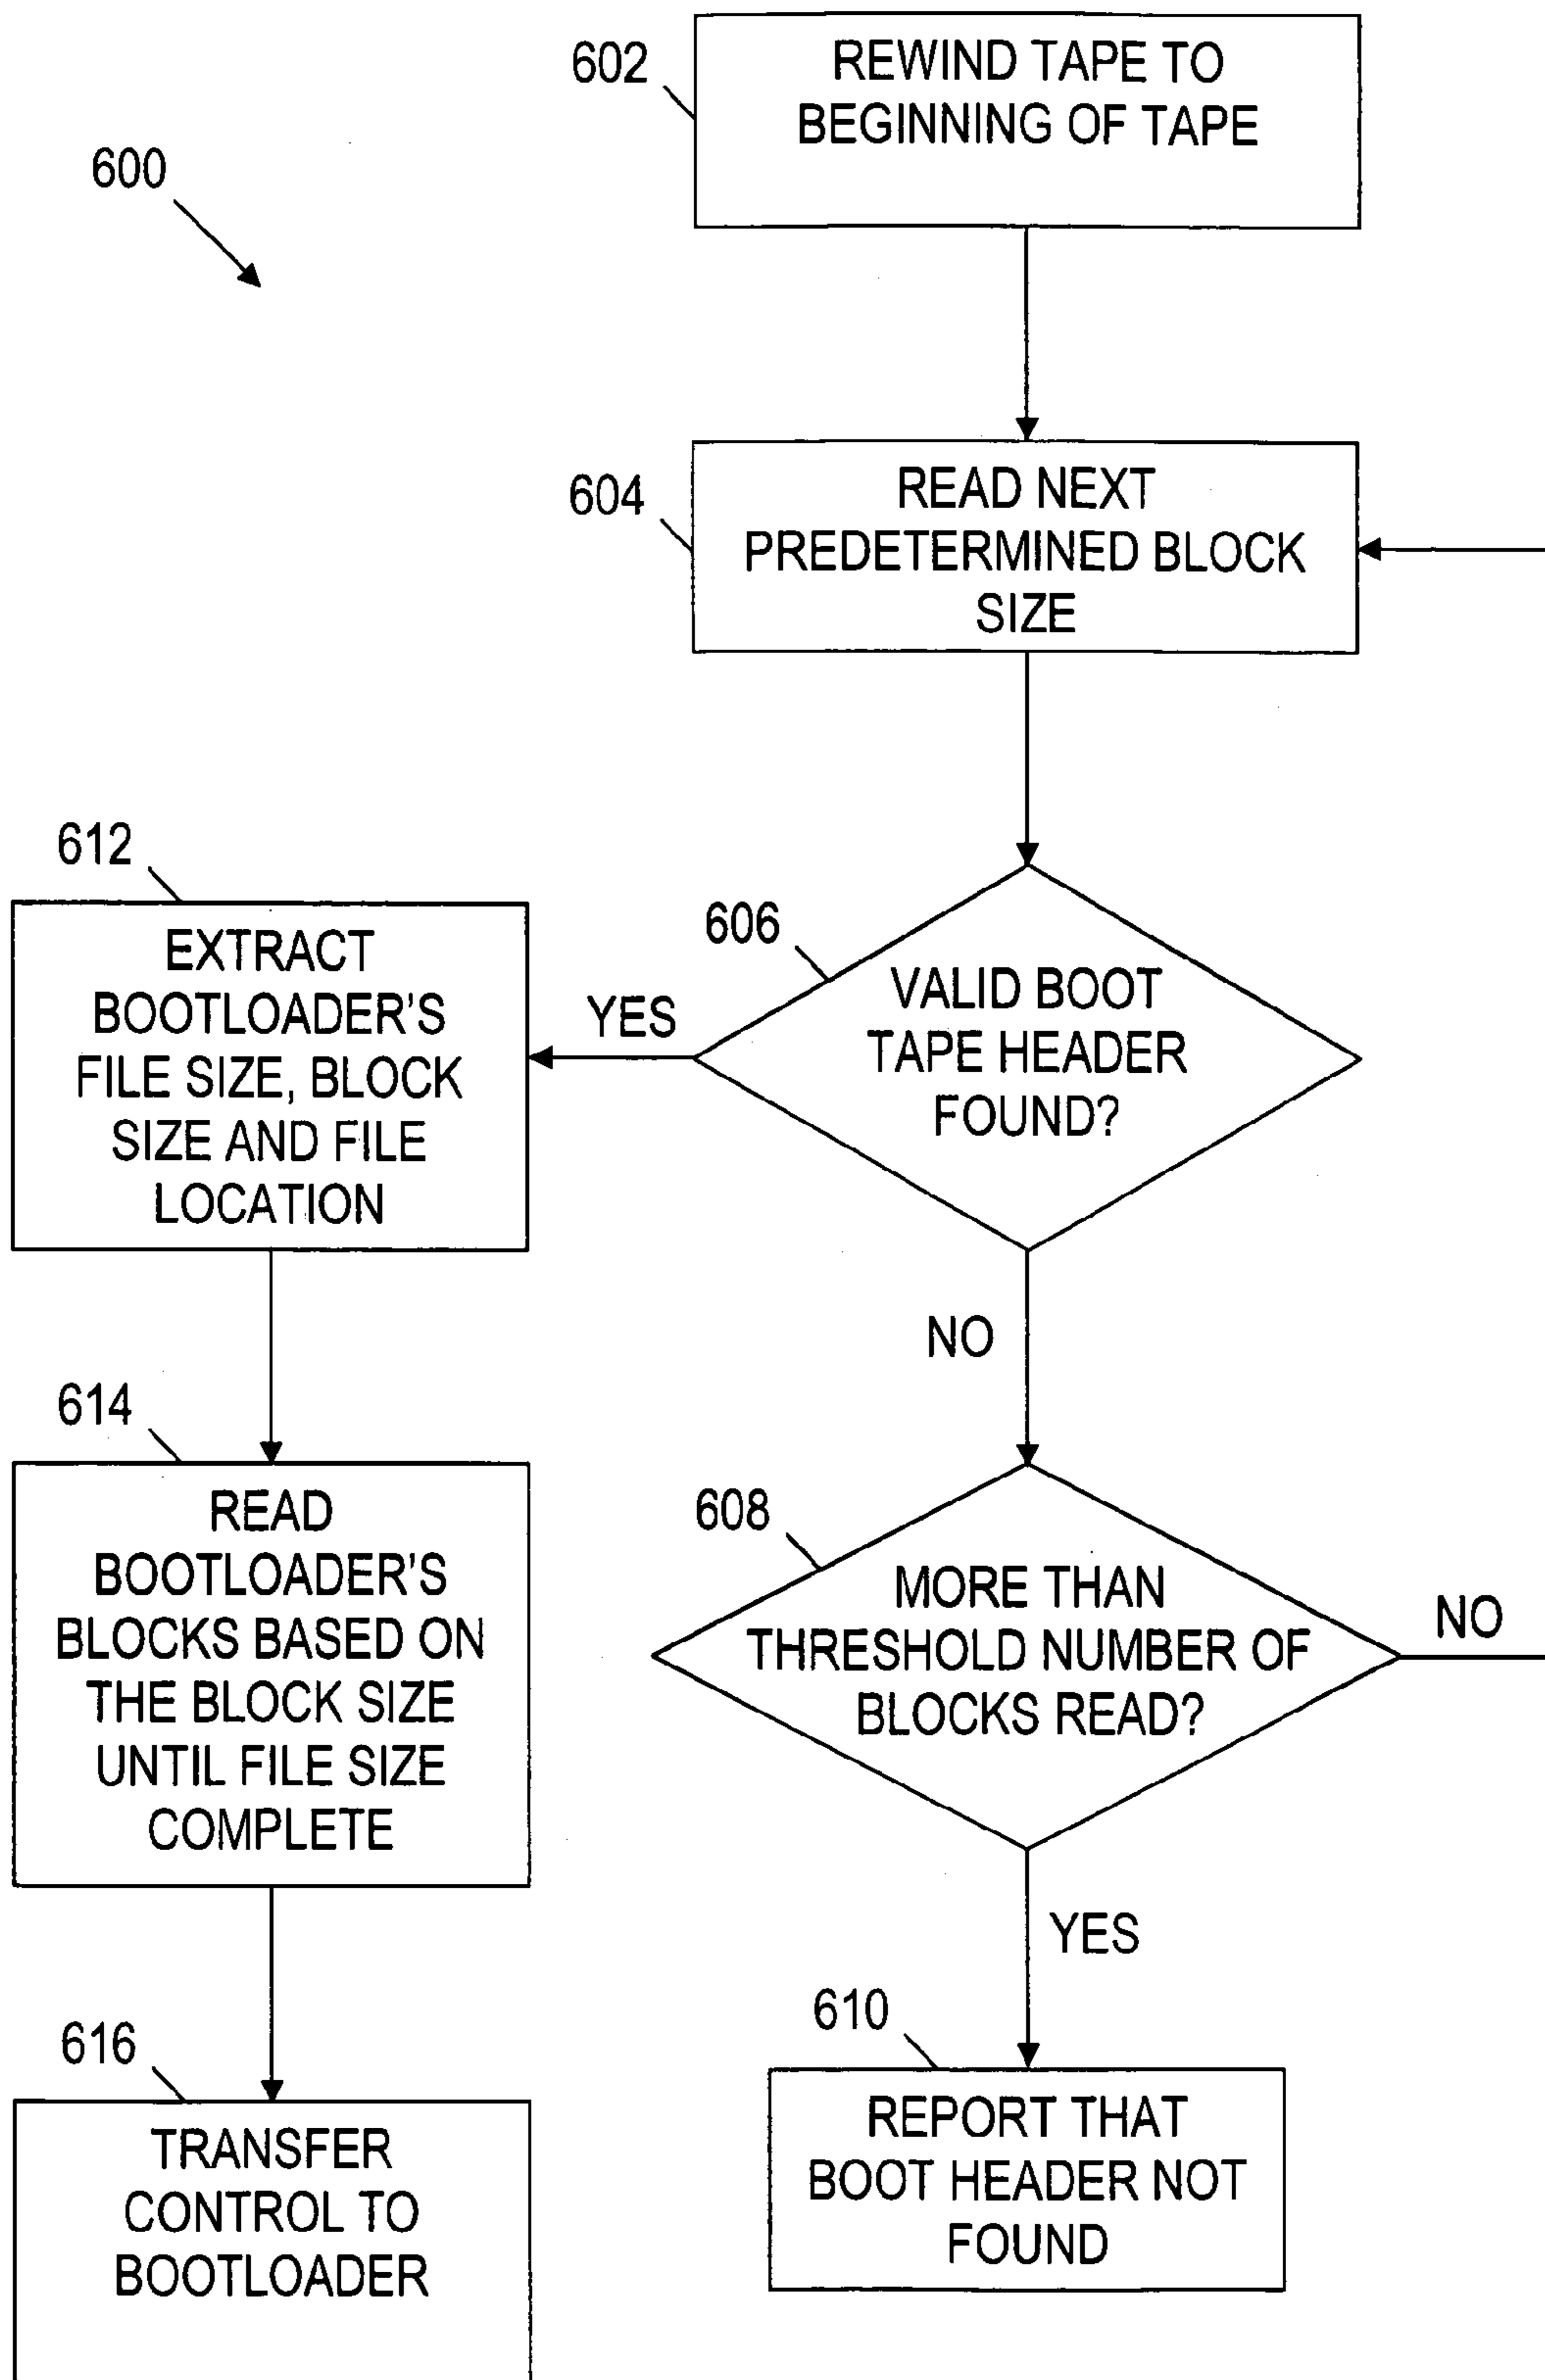 602
REWIND TAPE TO
BEGINNING OF TAPE
600
604
READ NEXT
PREDETERMINED BLOCK
SIZE
606
VALID BOOT
TAPE HEADER
FOUND?
YES
NO
612
EXTRACT
BOOTLOADER'S
FILE SIZE, BLOCK
SIZE AND FILE
LOCATION
614
READ
BOOTLOADER'S
BLOCKS BASED ON
THE BLOCK SIZE
UNTIL FILE SIZE
COMPLETE
616
TRANSFER
CONTROL TO
BOOTLOADER
608
MORE THAN
THRESHOLD NUMBER OF
BLOCKS READ?
NO
YES
610
REPORT THAT
BOOT HEADER NOT
FOUND